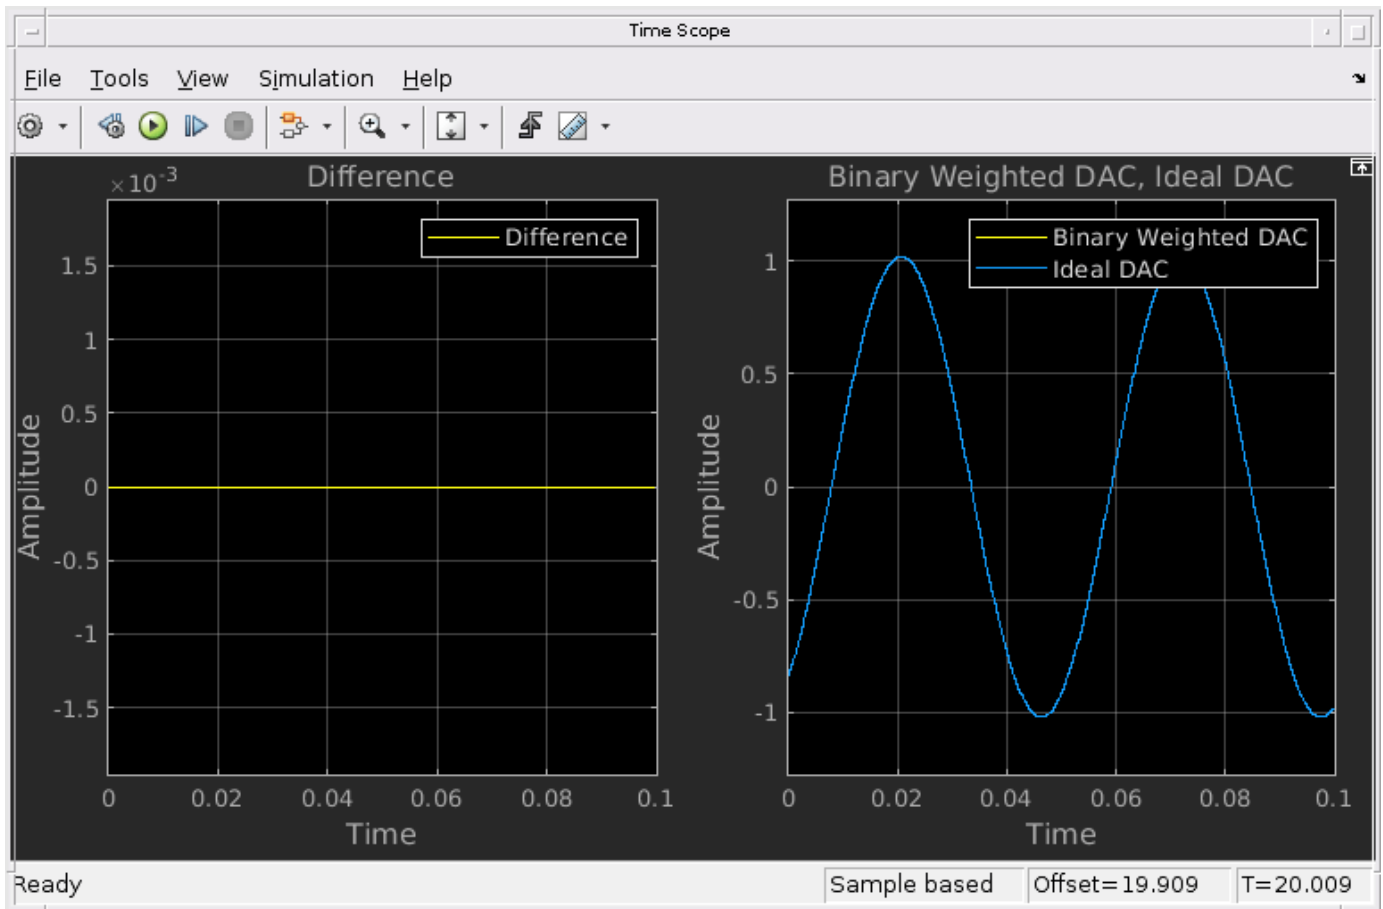 Time Scope
File Tools View Simulation Help
×10-3
Difference
Difference
1.5
1
0.5
0
-0.5
-1
-1.5
Amplitude
0 0.02 0.04 0.06 0.08 0.1
Time
Binary Weighted DAC, Ideal DAC
Binary Weighted DAC
Ideal DAC
1
0.5
0
-0.5
-1
Amplitude
0 0.02 0.04 0.06 0.08 0.1
Time
Ready
Sample based
Offset=19.909
T=20.009